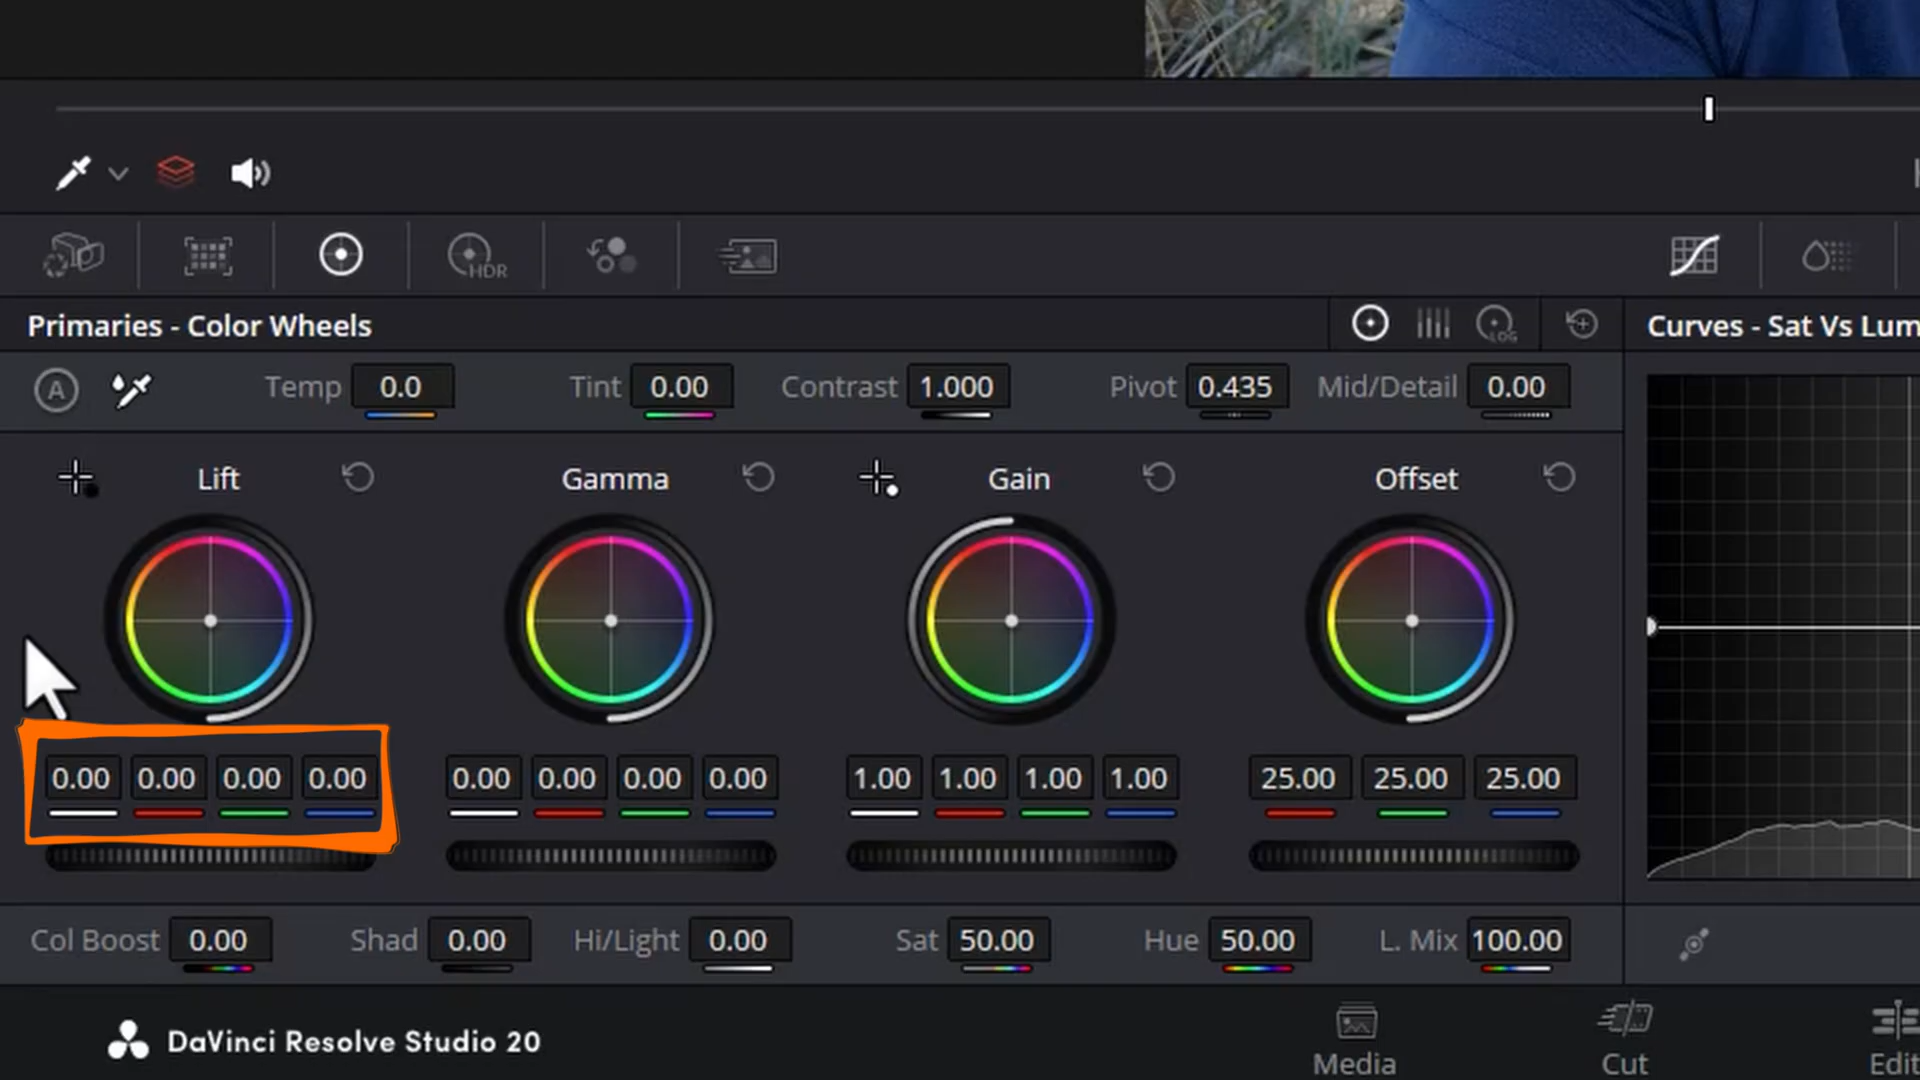 HDR
Primaries - Color Wheels
LOG
Curves - Sat Vs Lum
A
Temp 0.0 Tint 0.00 Contrast 1.000 Pivot 0.435 Mid/Detail 0.00
Lift Gamma Gain Offset
0.00 0.00 0.00 0.00 0.00 0.00 0.00 0.00 1.00 1.00 1.00 1.00 25.00 25.00 25.00
Col Boost 0.00 Shad 0.00 Hi/Light 0.00 Sat 50.00 Hue 50.00 L. Mix 100.00
DaVinci Resolve Studio 20
Media Cut Edit